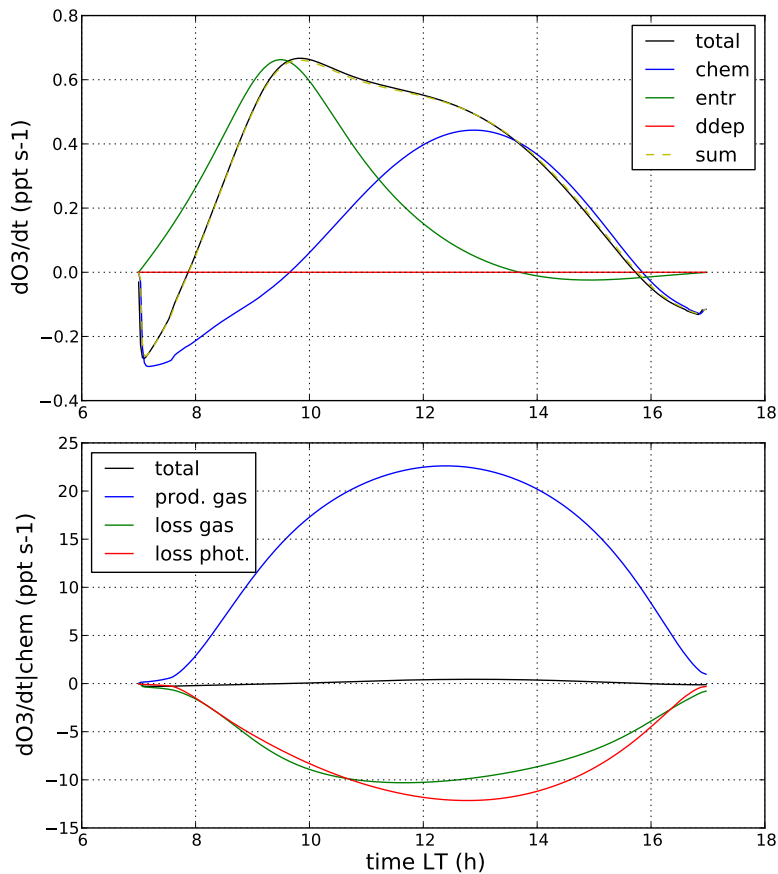 0.8
0.6
0.4
0.2
0.0
−0.2
−0.4
dO3/dt (ppt s-1)
total
chem
entr
ddep
sum
6
8
10
12
14
16
18
25
20
15
10
5
0
−5
−10
−15
dO3/dt|chem (ppt s-1)
total
prod. gas
loss gas
loss phot.
6
8
10
12
14
16
18
time LT (h)